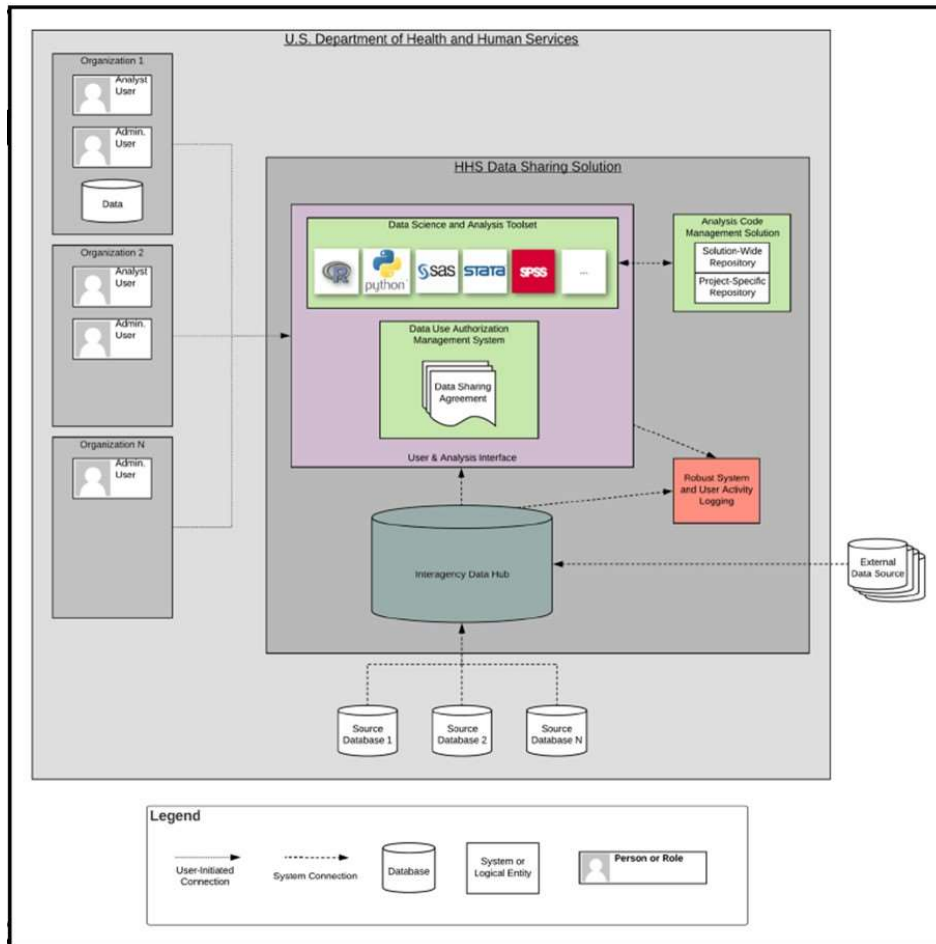 U.S. Department of Health and Human Services
Organization 1
Analyst
User
Admin.
User
Data
Organization 2
Analyst
User
Admin.
User
Organization N
Admin.
User
HHS Data Sharing Solution
Data Science and Analysis Toolset
R
python
sas
stata
SPSS
...
Data Use Authorization
Management System
Data Sharing
Agreement
User & Analysis Interface
Analysis Code
Management Solution
Solution-Wide
Repository
Project-Specific
Repository
Robust System
and User Activity
Logging
Interagency Data Hub
External
Data Source
Source
Database 1
Source
Database 2
Source
Database N
Legend
User-Initiated
Connection
System Connection
Database
System or
Logical Entity
Person or Role